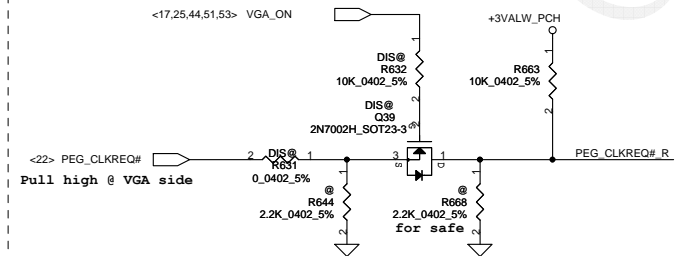 <17,25,44,51,53> VGA_ON
+3VALW_PCH
1
DIS@
R632
10K_0402_5%
2
1
R663
10K_0402_5%
2
DIS@
Q39
2N7002H_SOT23-3
G
2
<22> PEG_CLKREQ#
2
1
DIS@
R631
0_0402_5%
3
S
1
D
PEG_CLKREQ#_R
Pull high @ VGA side
@
R644
2.2K_0402_5%
1
2
@
R668
2.2K_0402_5%
for safe
1
2